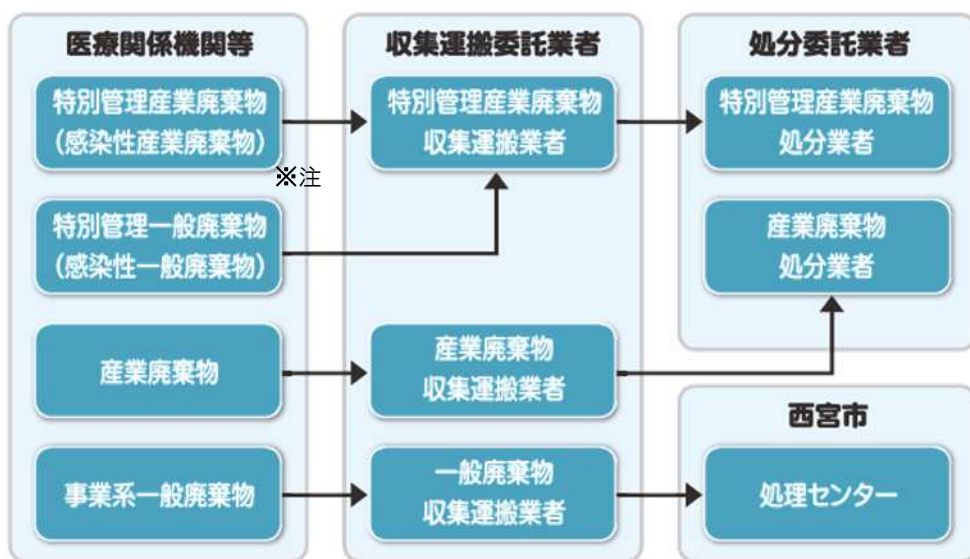 医療関係機関等
特別管理産業廃棄物
(感染性産業廃棄物)
※注
特別管理一般廃棄物
(感染性一般廃棄物)
産業廃棄物
事業系一般廃棄物
収集運搬委託業者
特別管理産業廃棄物
収集運搬業者
産業廃棄物
収集運搬業者
一般廃棄物
収集運搬業者
処分委託業者
特別管理産業廃棄物
処分業者
産業廃棄物
処分業者
西宮市
処理センター